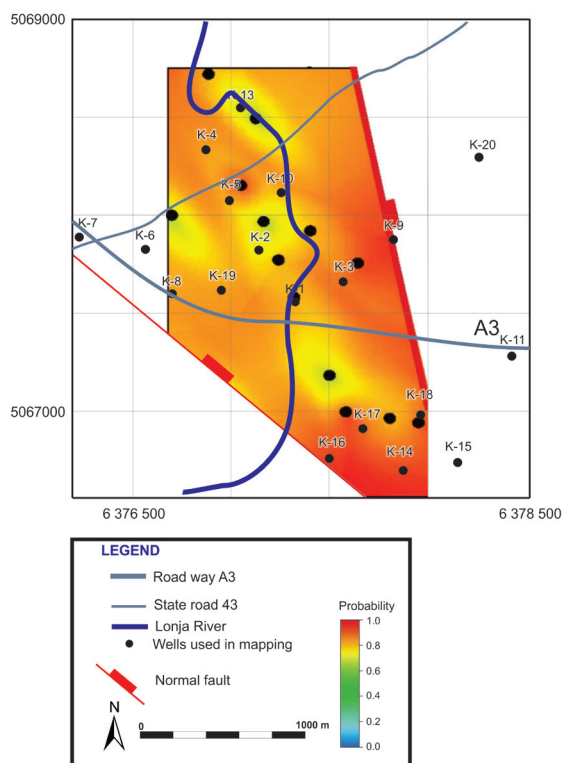 5069000
K-13
K-20
K-4
K-10
K-5
K-7
K-9
K-6
K-2
K-3
K-8
K-19
K-1
A3
K-11
5067000
K-18
K-17
K-16
K-14
K-15
6 376 500
6 378 500
LEGEND
Road way A3
State road 43
Lonja River
Wells used in mapping
Normal fault
N
0
1000 m
Probability
1.0
0.8
0.6
0.4
0.2
0.0